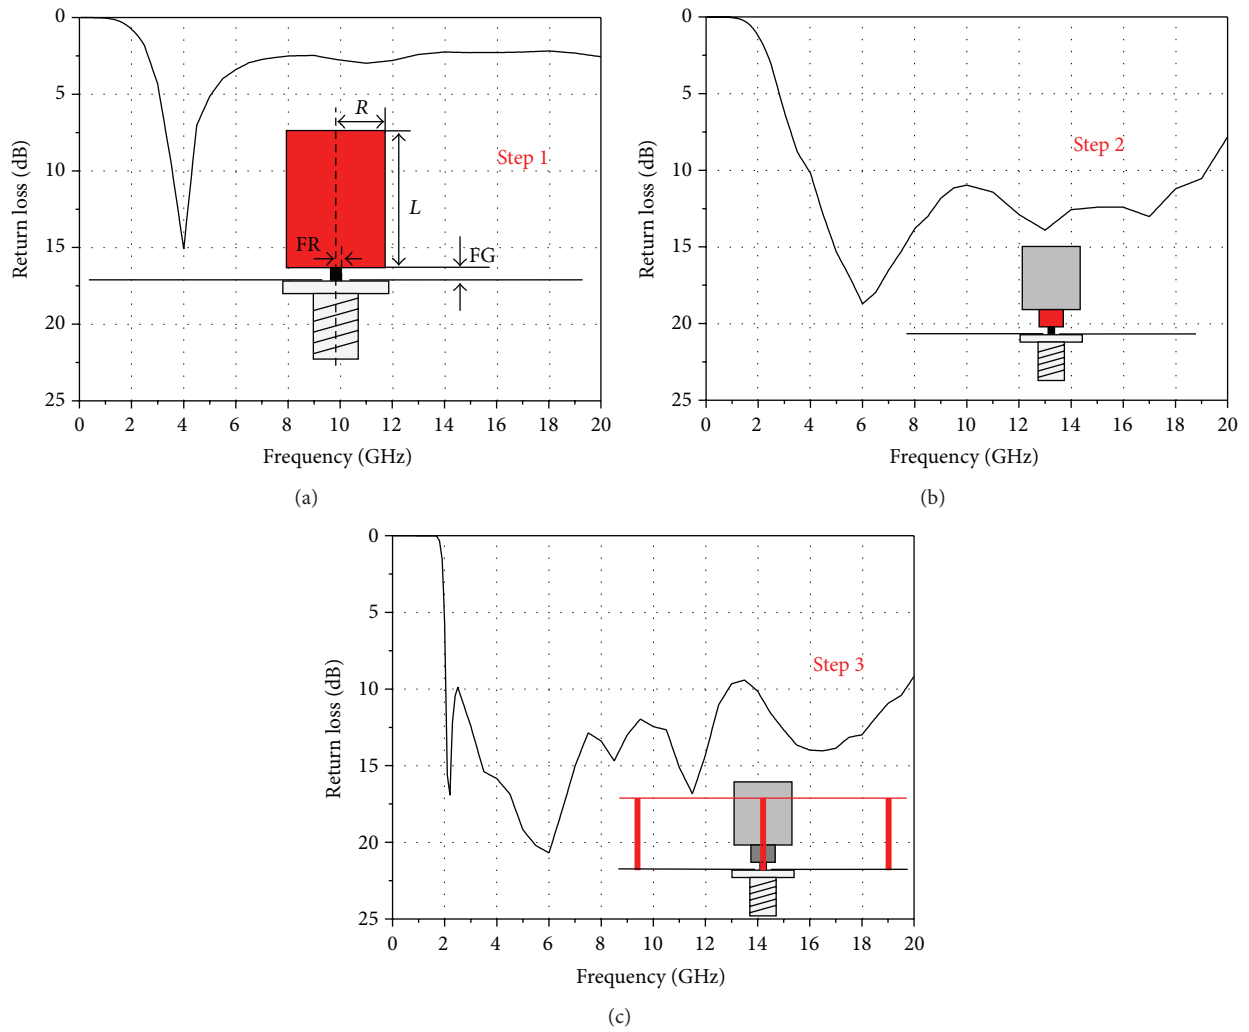 0
5
10
15
20
25
Return loss (dB)
R
Step 1
L
FR
FG
0 2 4 6 8 10 12 14 16 18 20
Frequency (GHz)
(a)
0
5
10
15
20
25
Return loss (dB)
Step 2
0 2 4 6 8 10 12 14 16 18 20
Frequency (GHz)
(b)
0
5
10
15
20
25
Return loss (dB)
Step 3
0 2 4 6 8 10 12 14 16 18 20
Frequency (GHz)
(c)